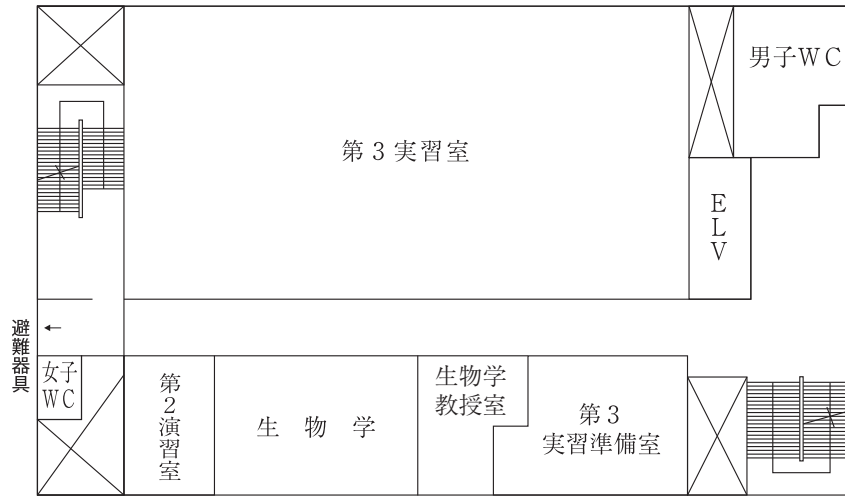 男子WC
第3実習室
ELV
避難器具
女子
WC
第2演習室
生物学
生物学
教授室
第3
実習準備室